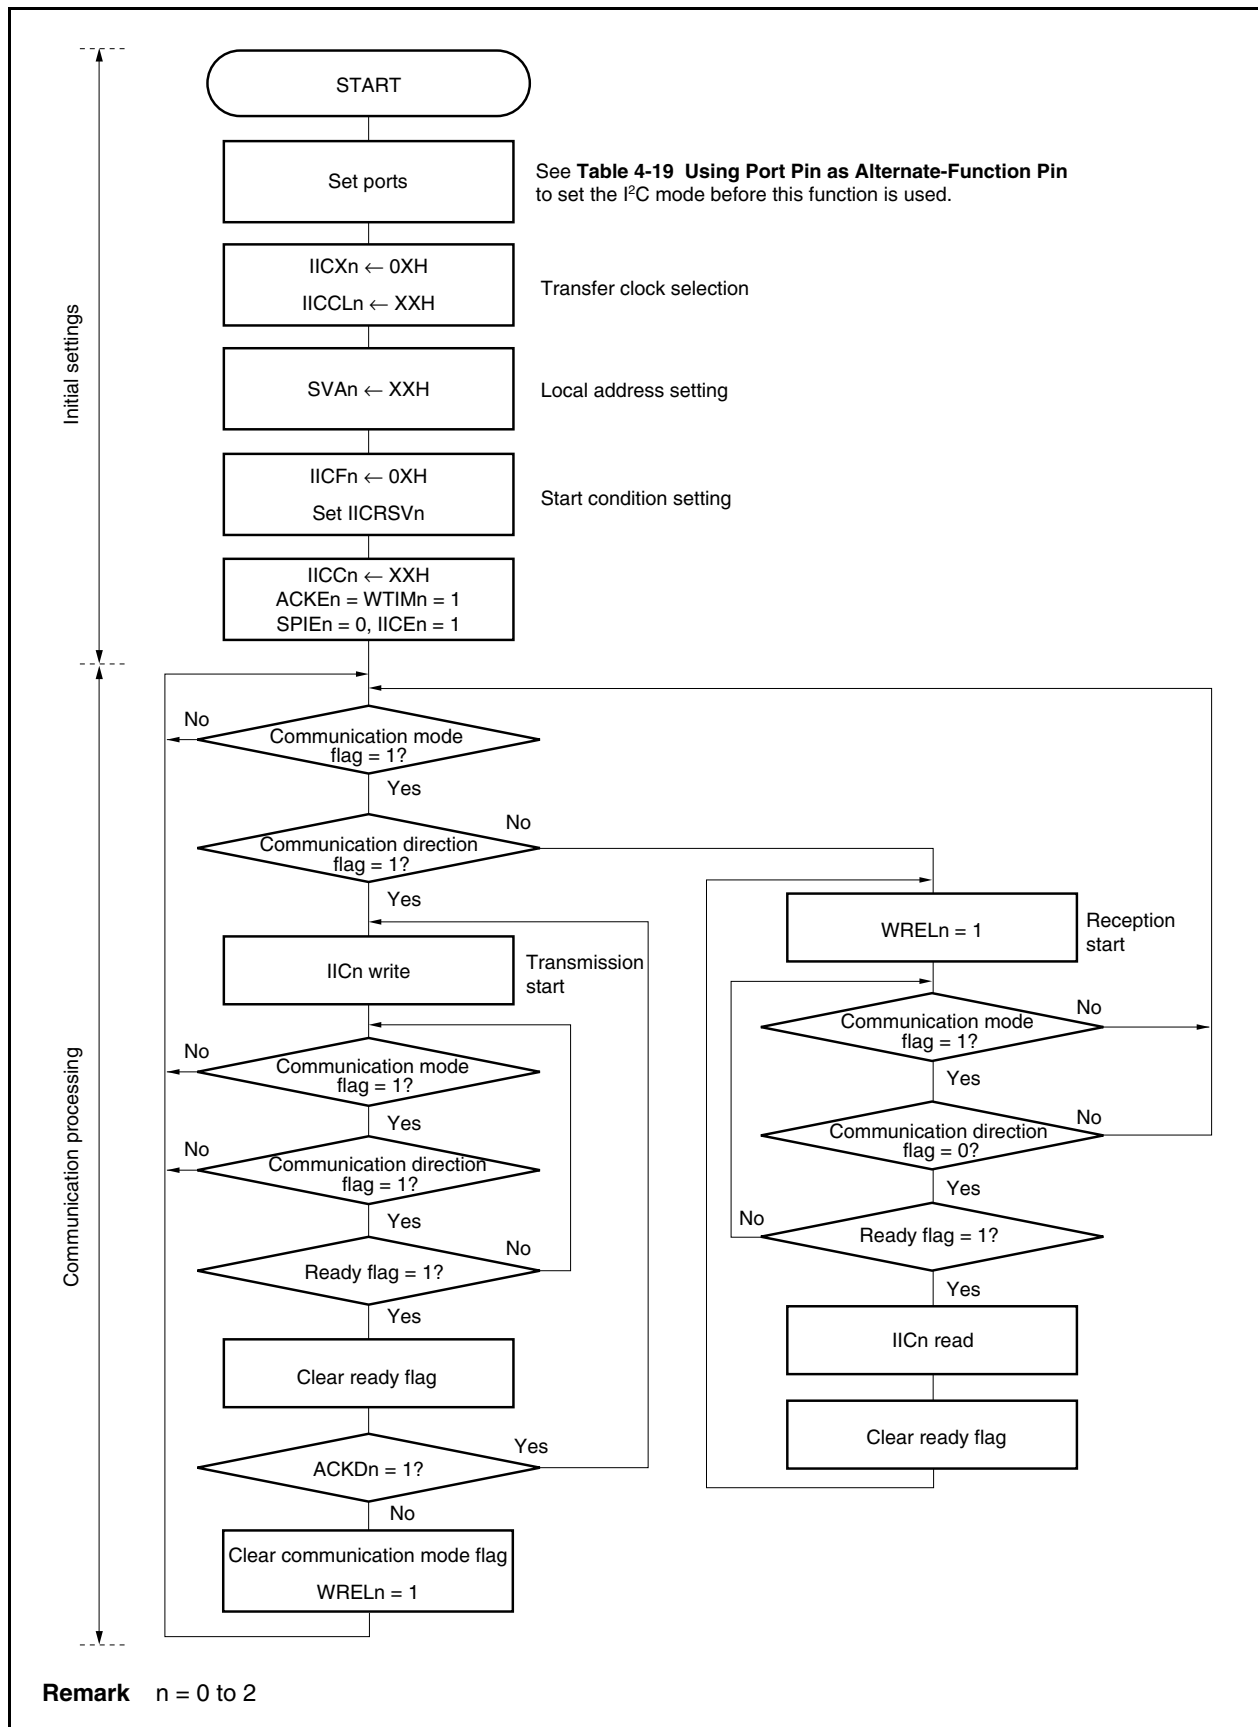 START
Set ports
See Table 4-19 Using Port Pin as Alternate-Function Pin
to set the I²C mode before this function is used.
IICXn ← 0XH
IICCLn ← XXH
Transfer clock selection
Initial settings
SVAn ← XXH
Local address setting
IICFn ← 0XH
Set IICRSVn
Start condition setting
IICCn ← XXH
ACKEn = WTIMn = 1
SPIEn = 0, IICEn = 1
No
Communication mode
flag = 1?
Yes
No
Communication direction
flag = 1?
Yes
IICn write
Transmission
start
No
Communication mode
flag = 1?
Yes
No
Communication direction
flag = 1?
Yes
No
Ready flag = 1?
Yes
Clear ready flag
Yes
ACKDn = 1?
No
Clear communication mode flag
WRELn = 1
WRELn = 1
Reception
start
No
Communication mode
flag = 1?
Yes
No
Communication direction
flag = 0?
Yes
No
Ready flag = 1?
Yes
IICn read
Clear ready flag
Communication processing
Remark n = 0 to 2